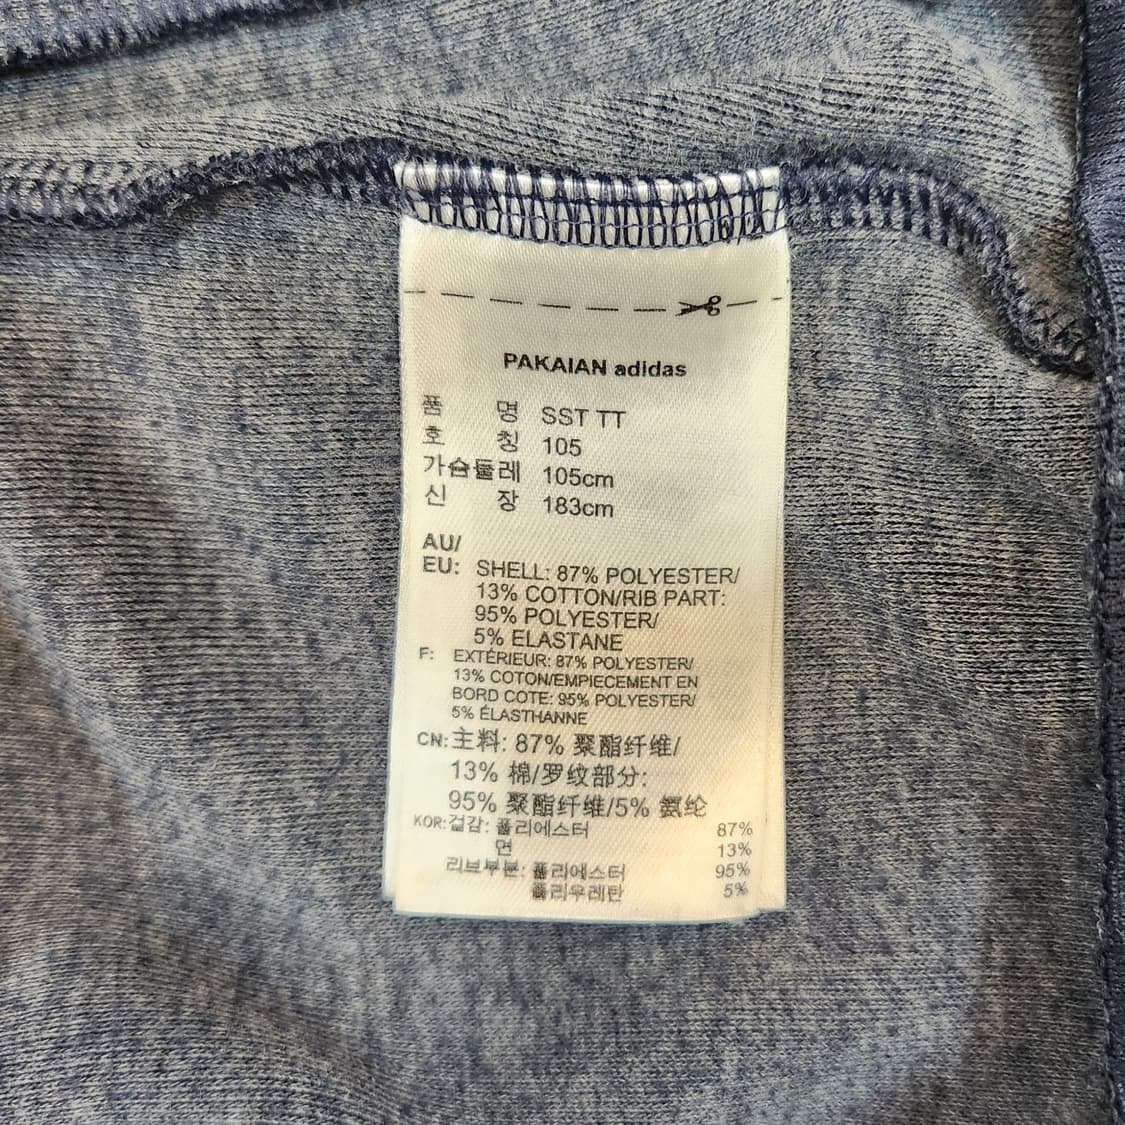 PAKAIAN adidas
품 명 SST TT
호 칭 105
가슴둘레 105cm
신 장 183cm
AU/
EU: SHELL: 87% POLYESTER/
13% COTTON/RIB PART:
95% POLYESTER/
5% ELASTANE
F: EXTÉRIEUR: 87% POLYESTER/
13% COTON/EMPIECEMENT EN
BORD COTE: 95% POLYESTER/
5% ÉLASTHANNE
CN: 主料: 87% 聚酯纤维/
13% 棉/罗纹部分:
95% 聚酯纤维/5% 氨纶
KOR: 겉감: 폴리에스터 87%
면 13%
리브부분: 폴리에스터 95%
폴리우레탄 5%